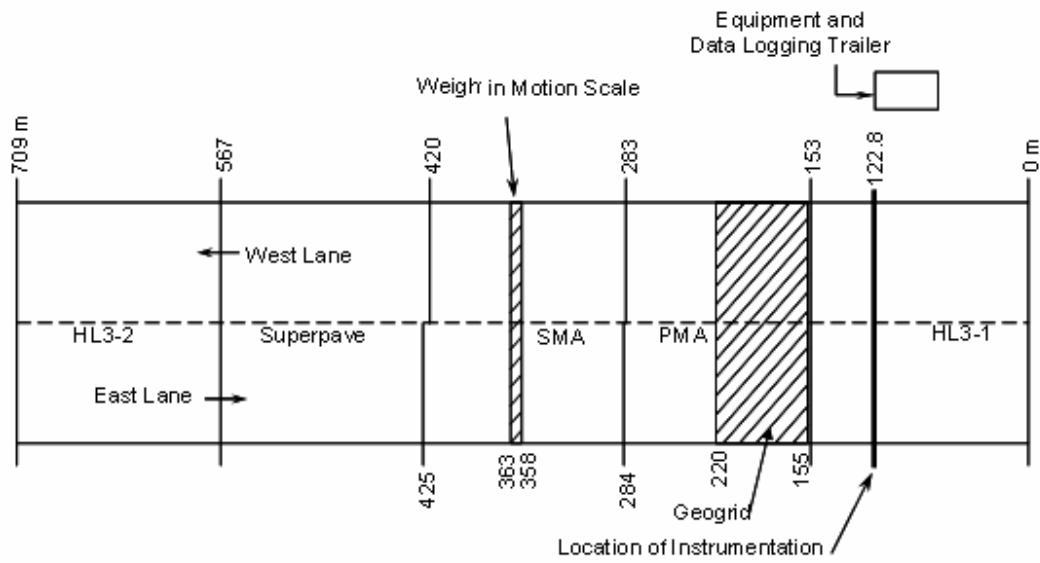 Equipment and
Data Logging Trailer
Weigh in Motion Scale
709 m
567
420
283
153
122.8
0 m
West Lane
HL3-2
Superpave
SMA
PMA
HL3-1
East Lane
425
363
358
284
220
155
Geogrid
Location of Instrumentation